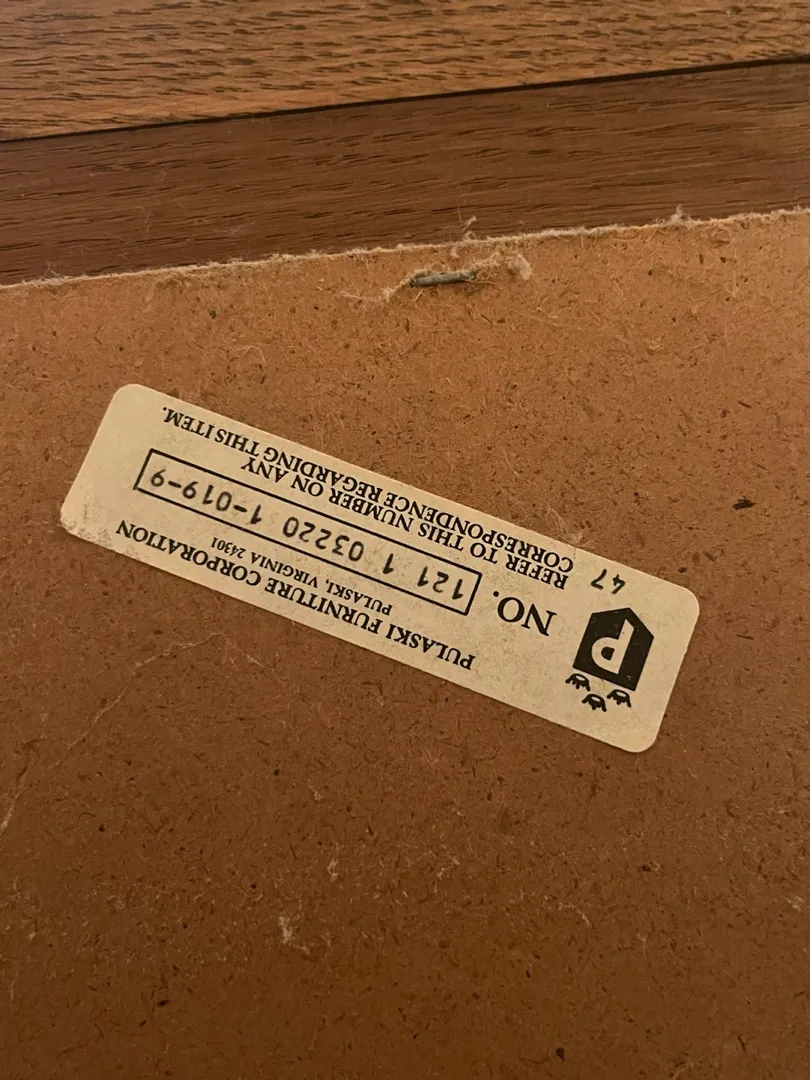 PULASKI FURNITURE CORPORATION
PULASKI, VIRGINIA 24301
NO. 121 1 03220 1-019-9
47
REFER TO THIS NUMBER ON ANY
CORRESPONDENCE REGARDING THIS ITEM.
P